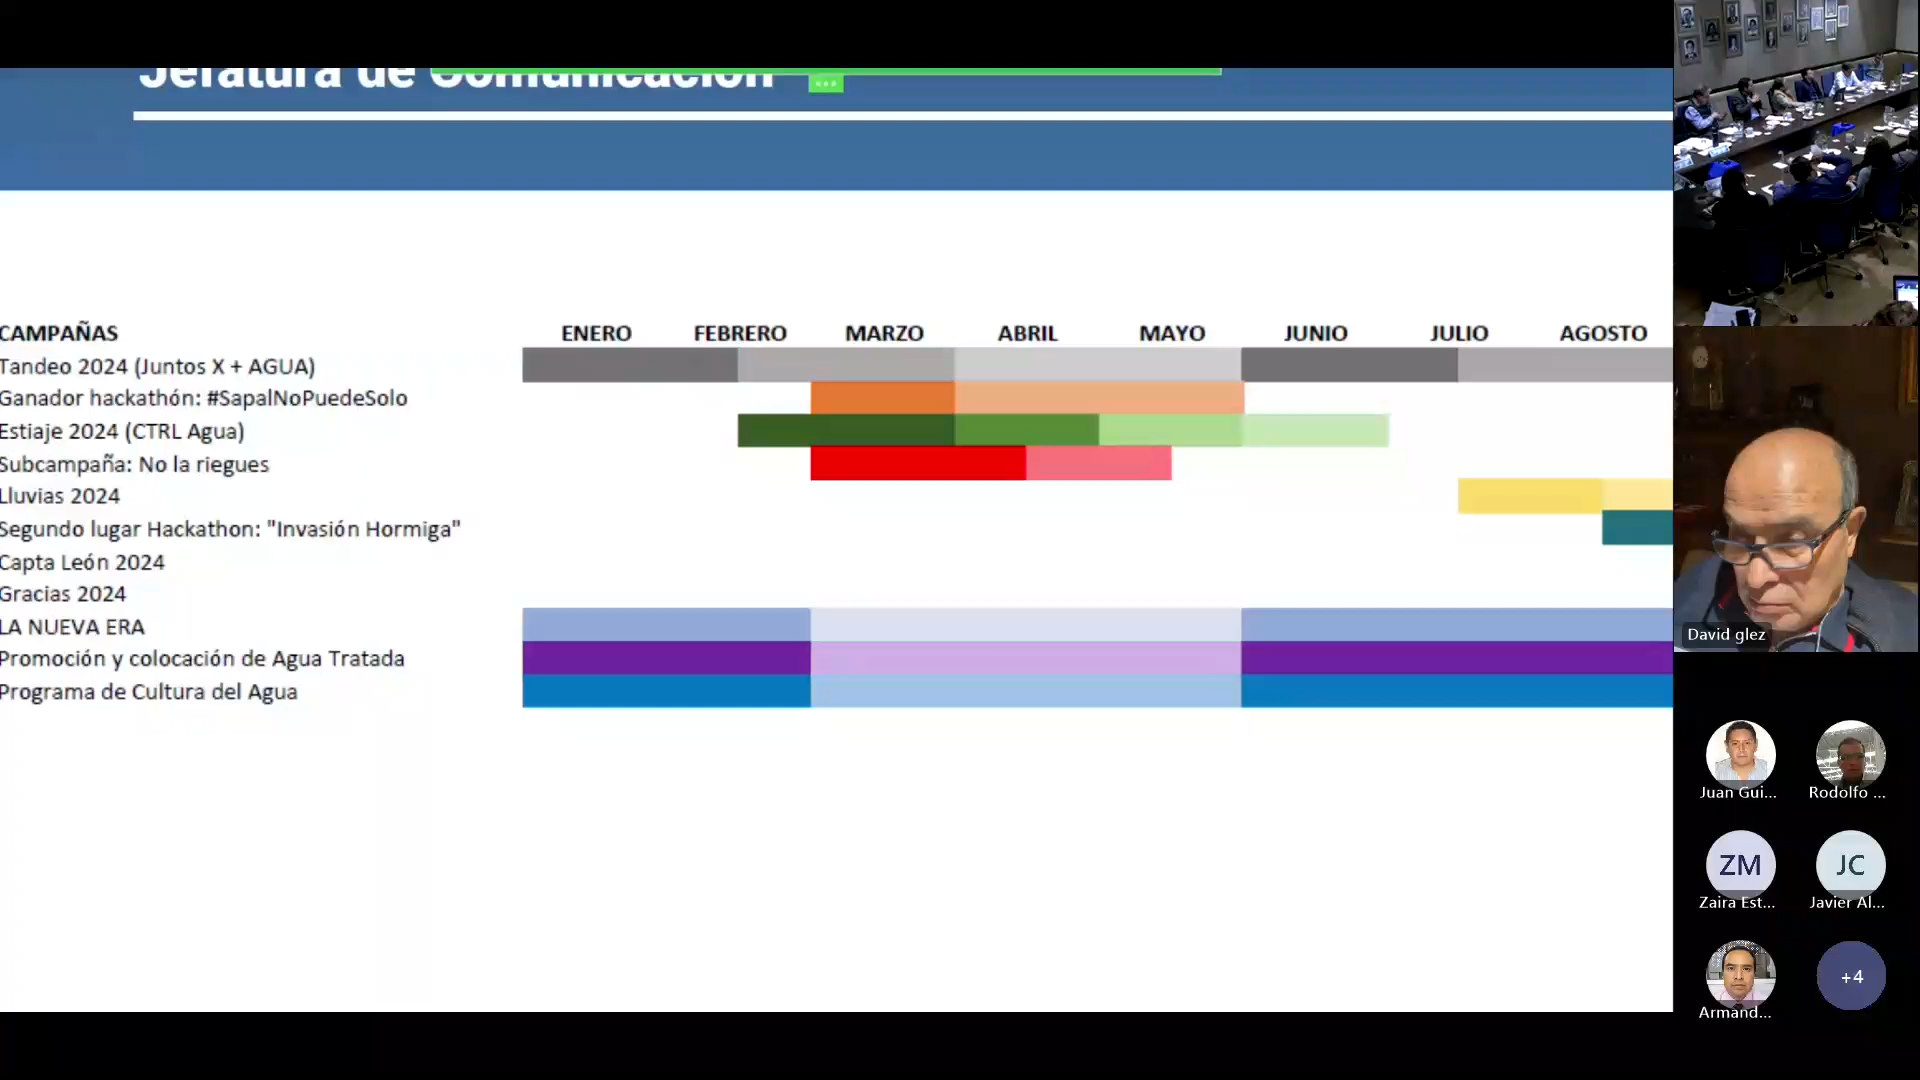 Jefatura de Comunicación
CAMPAÑAS ENERO FEBRERO MARZO ABRIL MAYO JUNIO JULIO AGOSTO
Tandeo 2024 (Juntos X + AGUA)
Ganador hackathón: #SapalNoPuedeSolo
Estiaje 2024 (CTRL Agua)
Subcampaña: No la riegues
Lluvias 2024
Segundo lugar Hackathon: "Invasión Hormiga"
Capta León 2024
Gracias 2024
LA NUEVA ERA
Promoción y colocación de Agua Tratada
Programa de Cultura del Agua
David glez
Juan Gui... Rodolfo ...
ZM JC
Zaira Est... Javier Al...
+4
Armand...